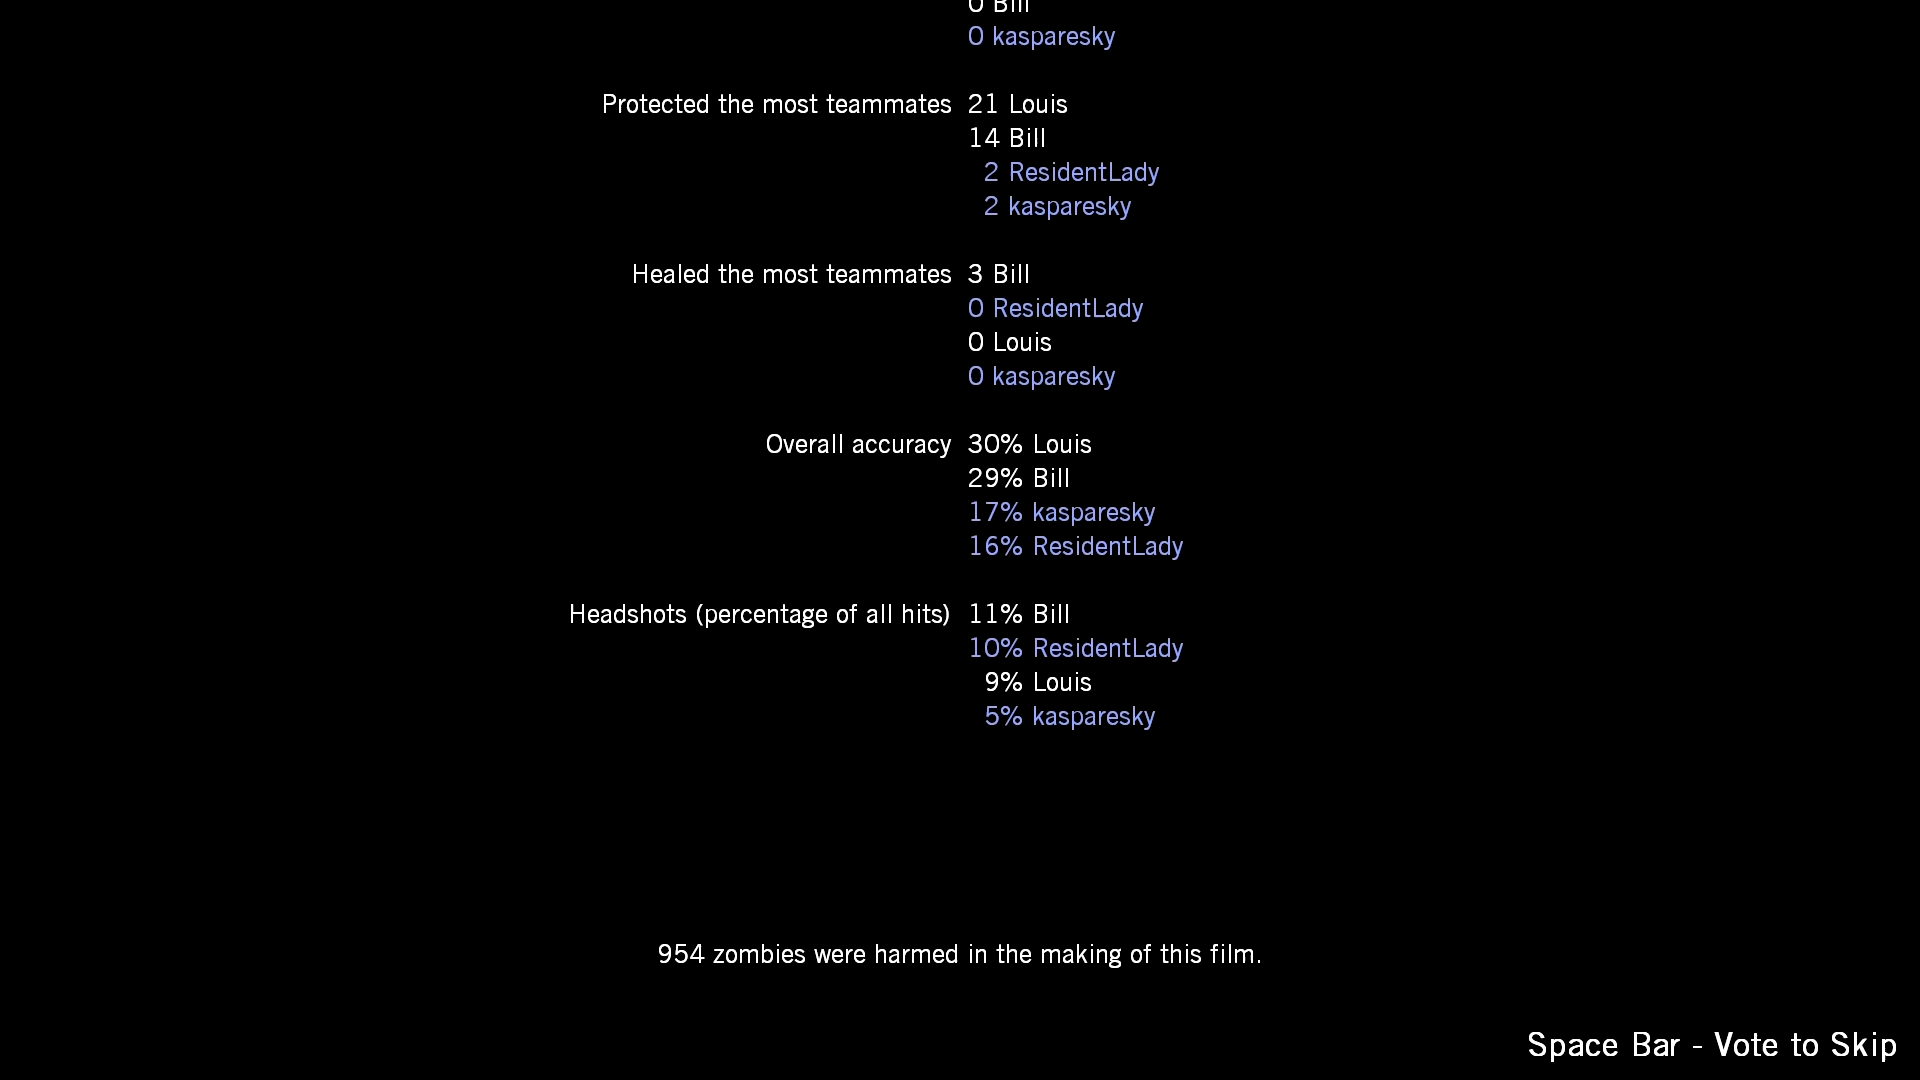 0 Bill
0 kasparesky
Protected the most teammates 21 Louis
14 Bill
2 ResidentLady
2 kasparesky
Healed the most teammates 3 Bill
0 ResidentLady
0 Louis
0 kasparesky
Overall accuracy 30% Louis
29% Bill
17% kasparesky
16% ResidentLady
Headshots (percentage of all hits) 11% Bill
10% ResidentLady
9% Louis
5% kasparesky
954 zombies were harmed in the making of this film.
Space Bar - Vote to Skip